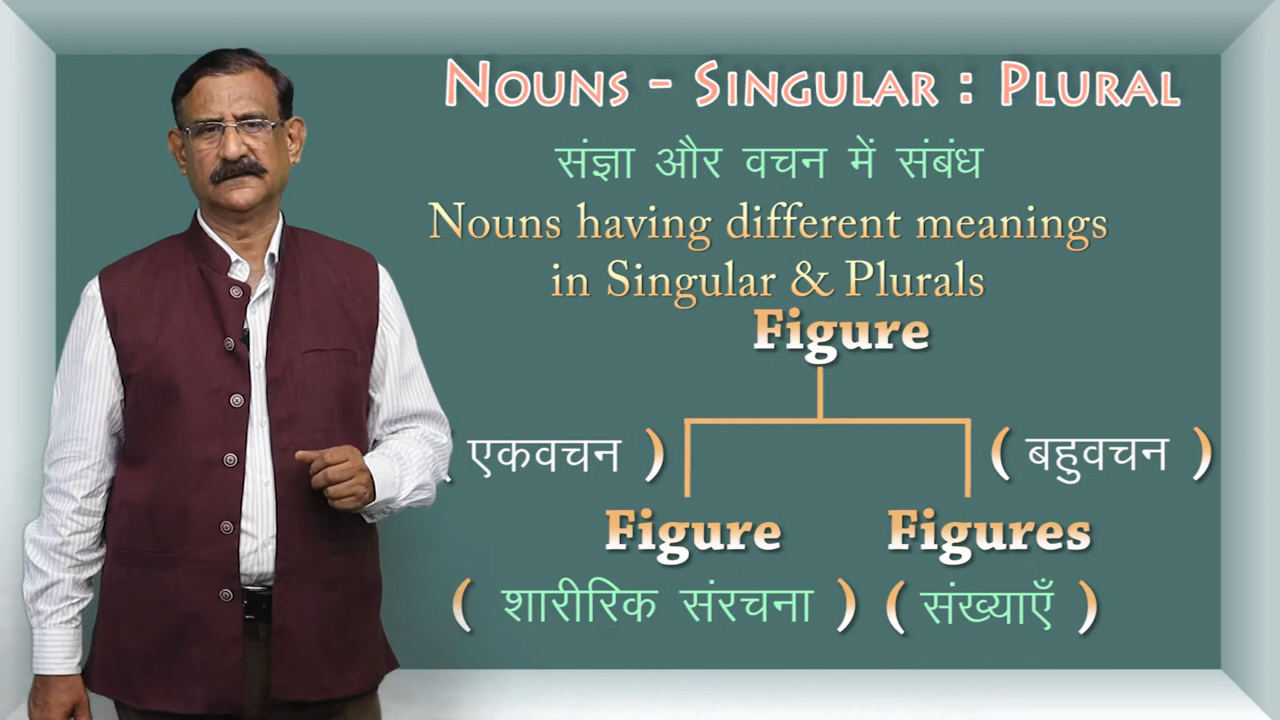 NOUNS - SINGULAR : PLURAL
संज्ञा और वचन में संबंध
Nouns having different meanings
in Singular & Plurals
Figure
( एकवचन ) ( बहुवचन )
Figure Figures
( शारीरिक संरचना ) ( संख्याएँ )